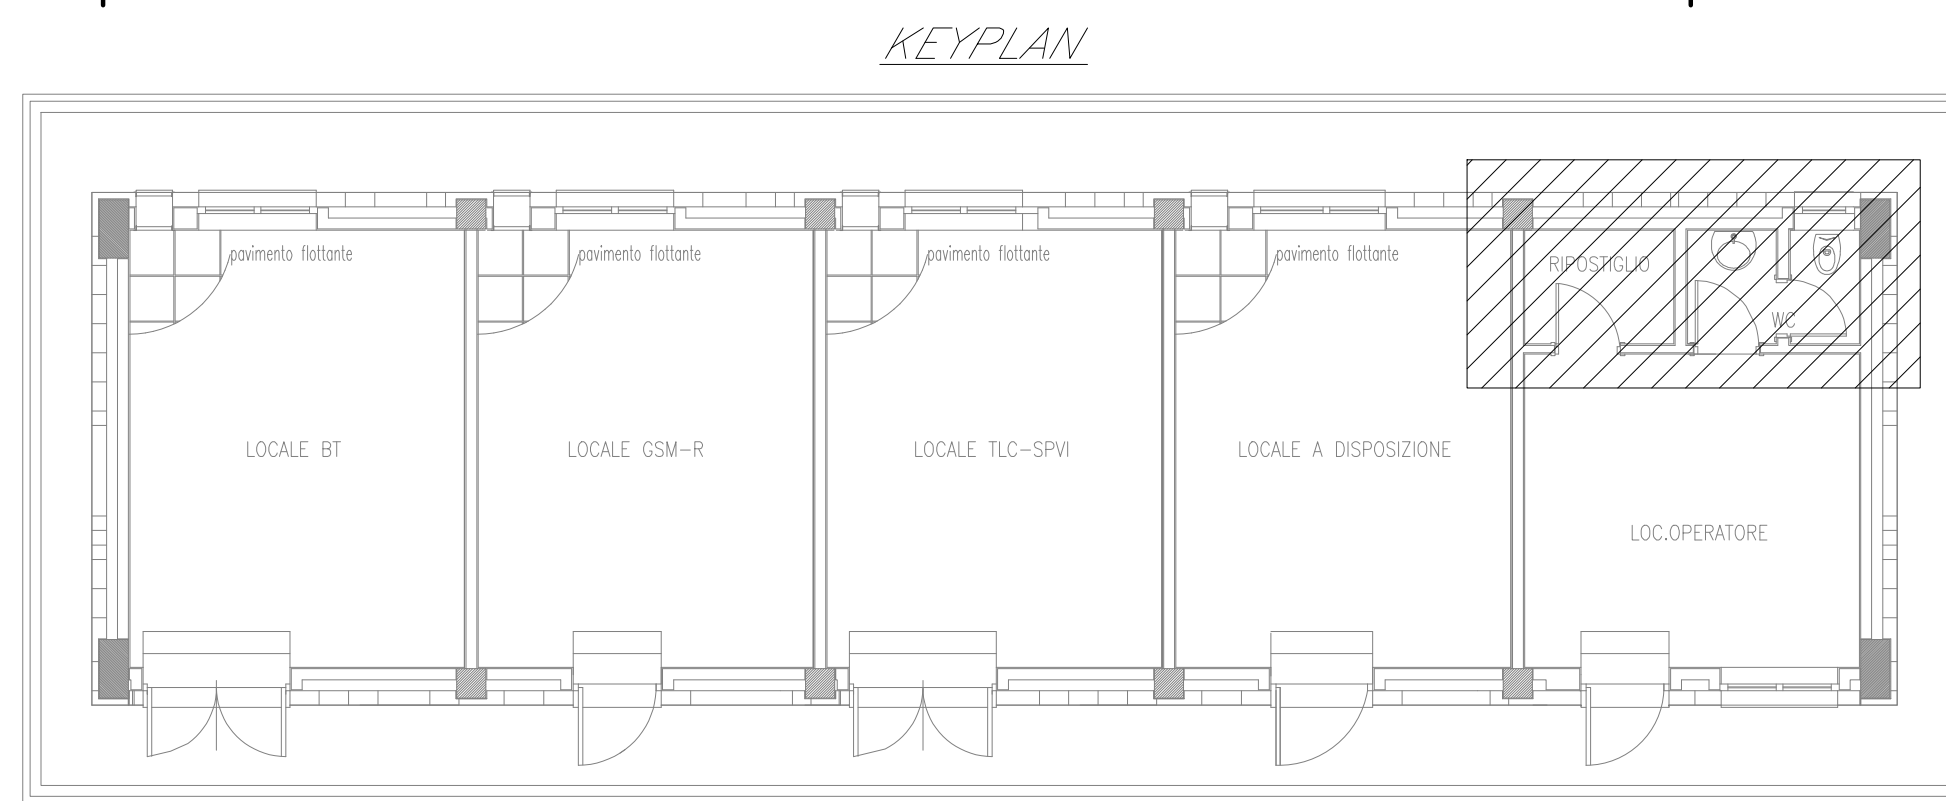 KEYPLAN
pavimento flottante
pavimento flottante
pavimento flottante
pavimento flottante
RIPOSTIGLIO
WC
LOCALE BT
LOCALE GSM-R
LOCALE TLC-SPVI
LOCALE A DISPOSIZIONE
LOC.OPERATORE